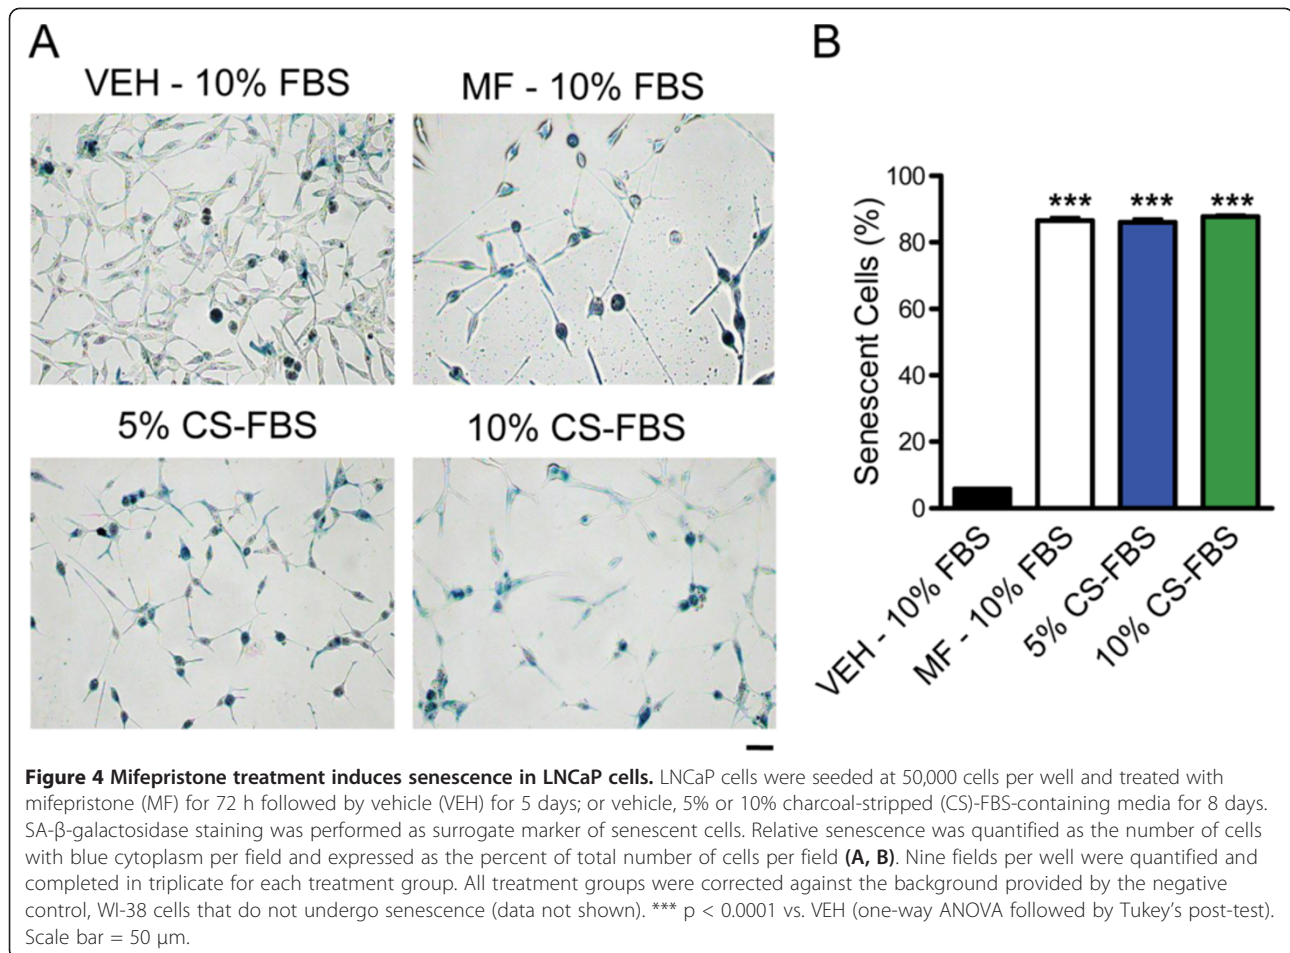 A
VEH - 10% FBS
MF - 10% FBS
5% CS-FBS
10% CS-FBS
B
Senescent Cells (%)
100
80
60
40
20
0
***
***
***
VEH - 10% FBS
MF - 10% FBS
5% CS-FBS
10% CS-FBS
Figure 4 Mifepristone treatment induces senescence in LNCaP cells. LNCaP cells were seeded at 50,000 cells per well and treated with
mifepristone (MF) for 72 h followed by vehicle (VEH) for 5 days; or vehicle, 5% or 10% charcoal-stripped (CS)-FBS-containing media for 8 days.
SA-β-galactosidase staining was performed as surrogate marker of senescent cells. Relative senescence was quantified as the number of cells
with blue cytoplasm per field and expressed as the percent of total number of cells per field (A, B). Nine fields per well were quantified and
completed in triplicate for each treatment group. All treatment groups were corrected against the background provided by the negative
control, WI-38 cells that do not undergo senescence (data not shown). *** p < 0.0001 vs. VEH (one-way ANOVA followed by Tukey's post-test).
Scale bar = 50 μm.